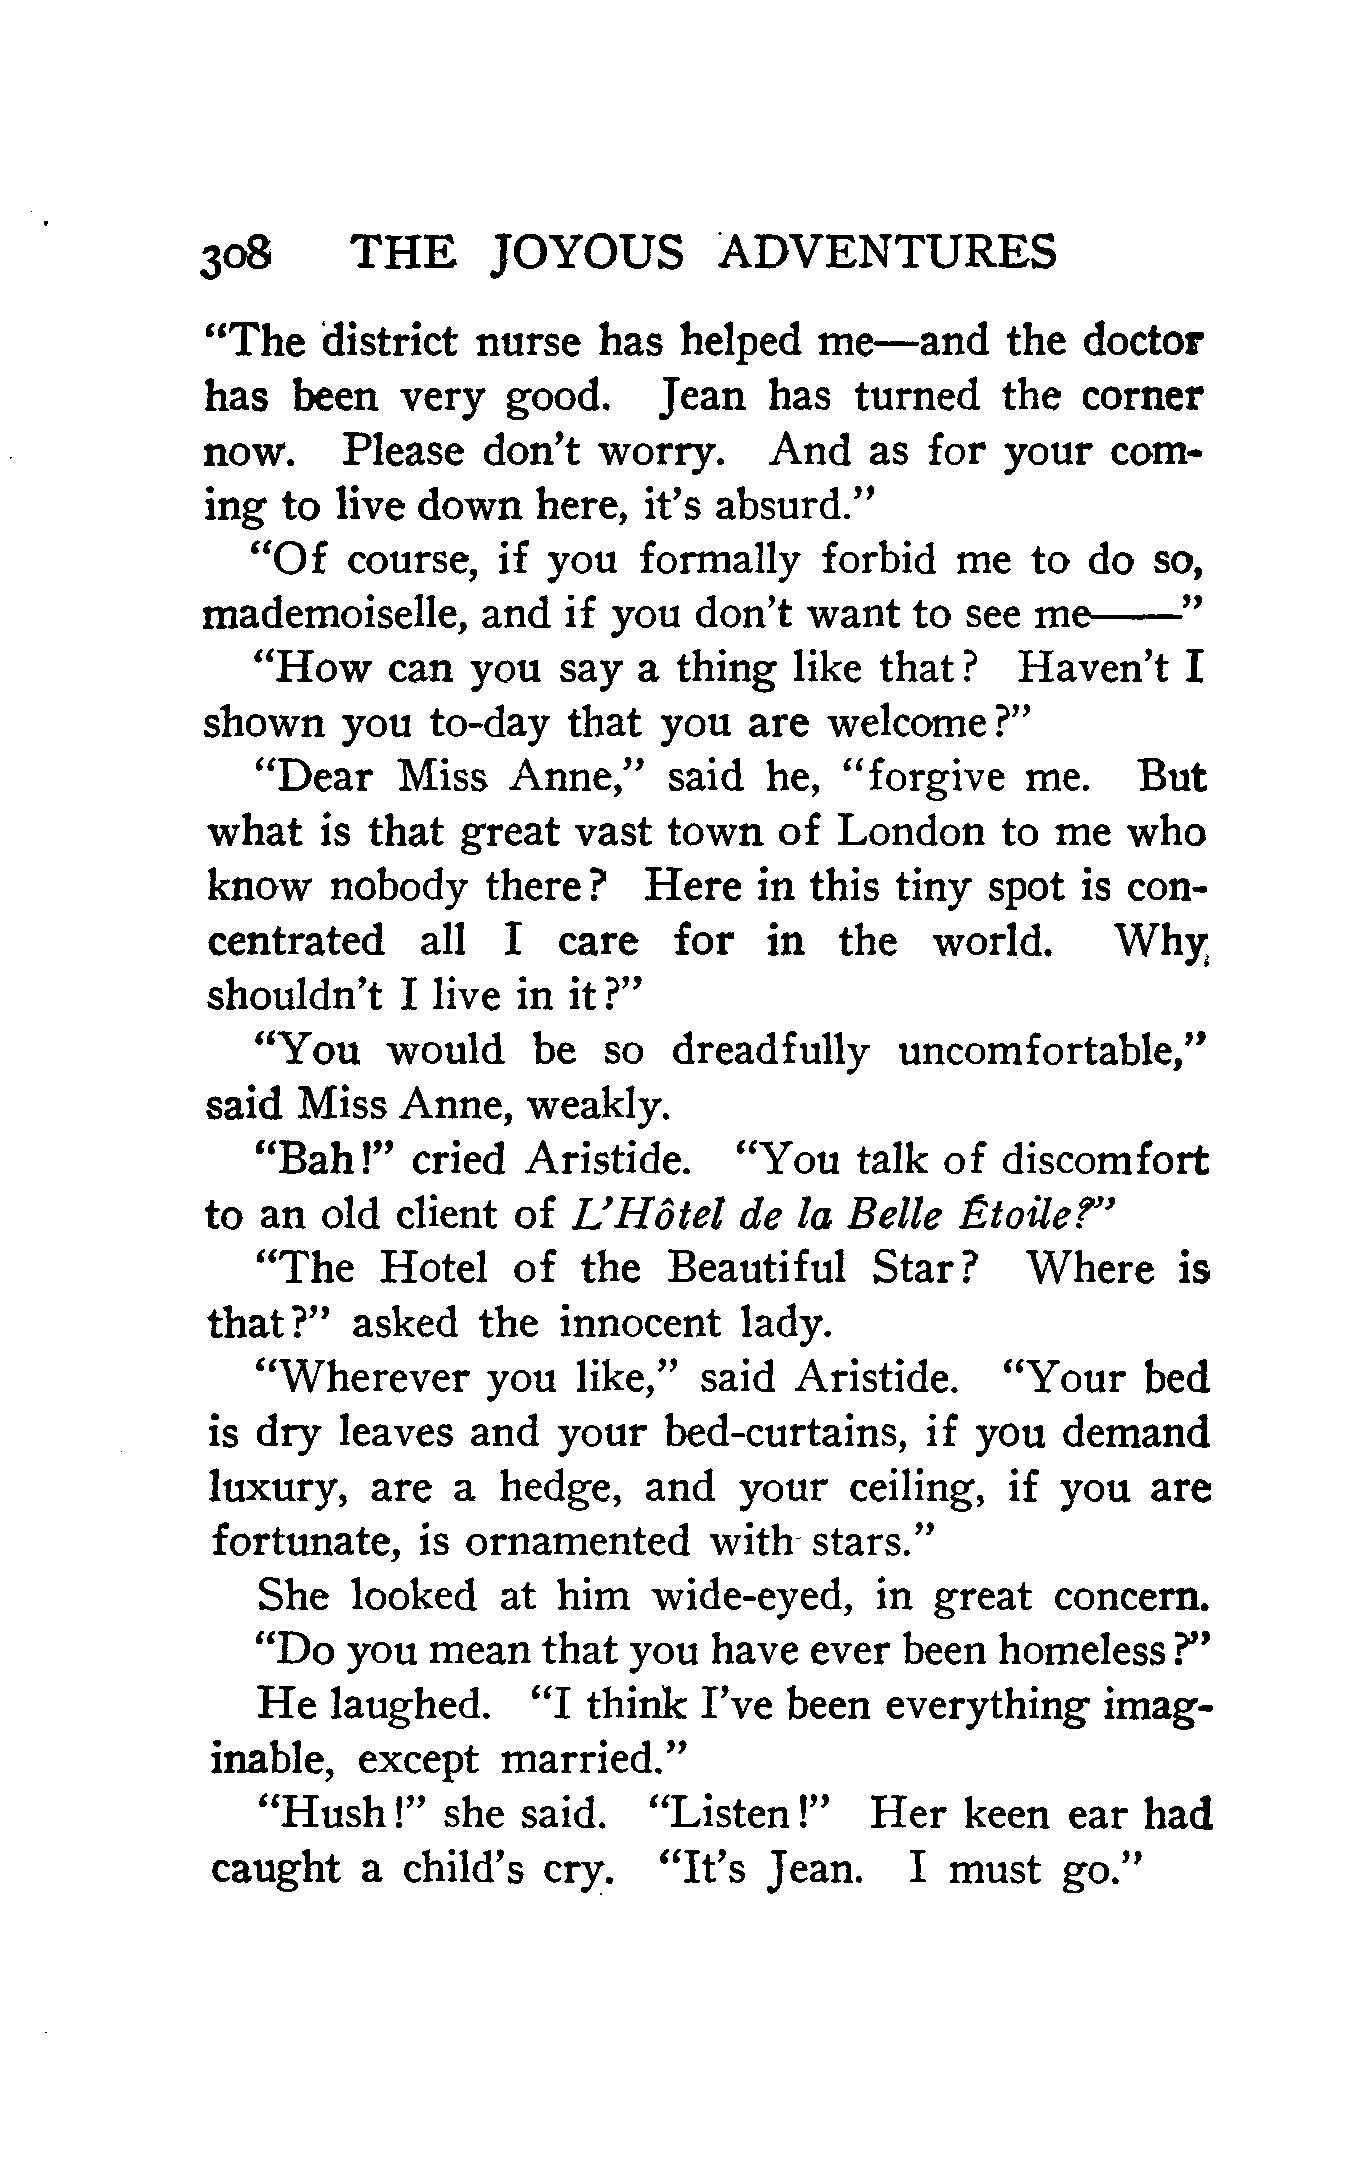 308 THE JOYOUS ADVENTURES
“The district nurse has helped me—and the doctor
has been very good. Jean has turned the corner
now. Please don’t worry. And as for your com-
ing to live down here, it’s absurd.”
“Of course, if you formally forbid me to do so,
mademoiselle, and if you don’t want to see me——”
“How can you say a thing like that? Haven’t I
shown you to-day that you are welcome?”
“Dear Miss Anne,” said he, “forgive me. But
what is that great vast town of London to me who
know nobody there? Here in this tiny spot is con-
centrated all I care for in the world. Why
shouldn’t I live in it?”
“You would be so dreadfully uncomfortable,”
said Miss Anne, weakly.
“Bah!” cried Aristide. “You talk of discomfort
to an old client of L’Hôtel de la Belle Étoile?”
“The Hotel of the Beautiful Star? Where is
that?” asked the innocent lady.
“Wherever you like,” said Aristide. “Your bed
is dry leaves and your bed-curtains, if you demand
luxury, are a hedge, and your ceiling, if you are
fortunate, is ornamented with stars.”
She looked at him wide-eyed, in great concern.
“Do you mean that you have ever been homeless?”
He laughed. “I think I’ve been everything imag-
inable, except married.”
“Hush!” she said. “Listen!” Her keen ear had
caught a child’s cry. “It’s Jean. I must go.”